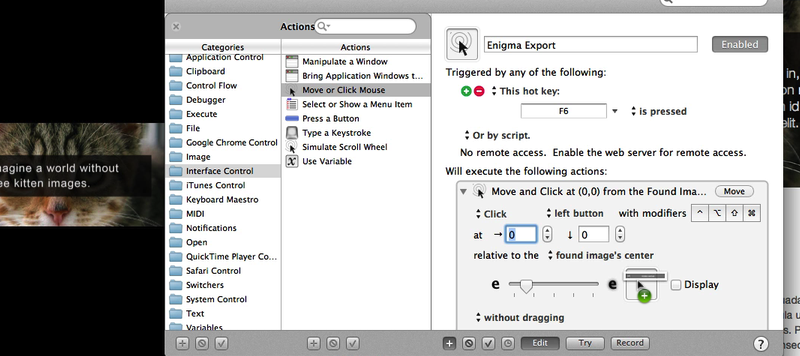 Actions
Categories
Application Control
Clipboard
Control Flow
Debugger
Execute
File
Google Chrome Control
Image
Interface Control
iTunes Control
Keyboard Maestro
MIDI
Notifications
Open
QuickTime Player Co...
Safari Control
Switchers
System Control
Text
Variables
Actions
Manipulate a Window
Bring Application Windows t...
Move or Click Mouse
Select or Show a Menu Item
Press a Button
Type a Keystroke
Simulate Scroll Wheel
Use Variable
Enigma Export
Enabled
Triggered by any of the following:
This hot key:
F6
is pressed
Or by script.
No remote access. Enable the web server for remote access.
Will execute the following actions:
Move and Click at (0,0) from the Found Ima...
Move
Click left button with modifiers ⌃ ⌥ ⇧ ⌘
at → 0 ↓ 0
relative to the found image's center
e e Display
without dragging
Edit Try Record ?
magine a world without
ee kitten images.
in,
on
id
elit.